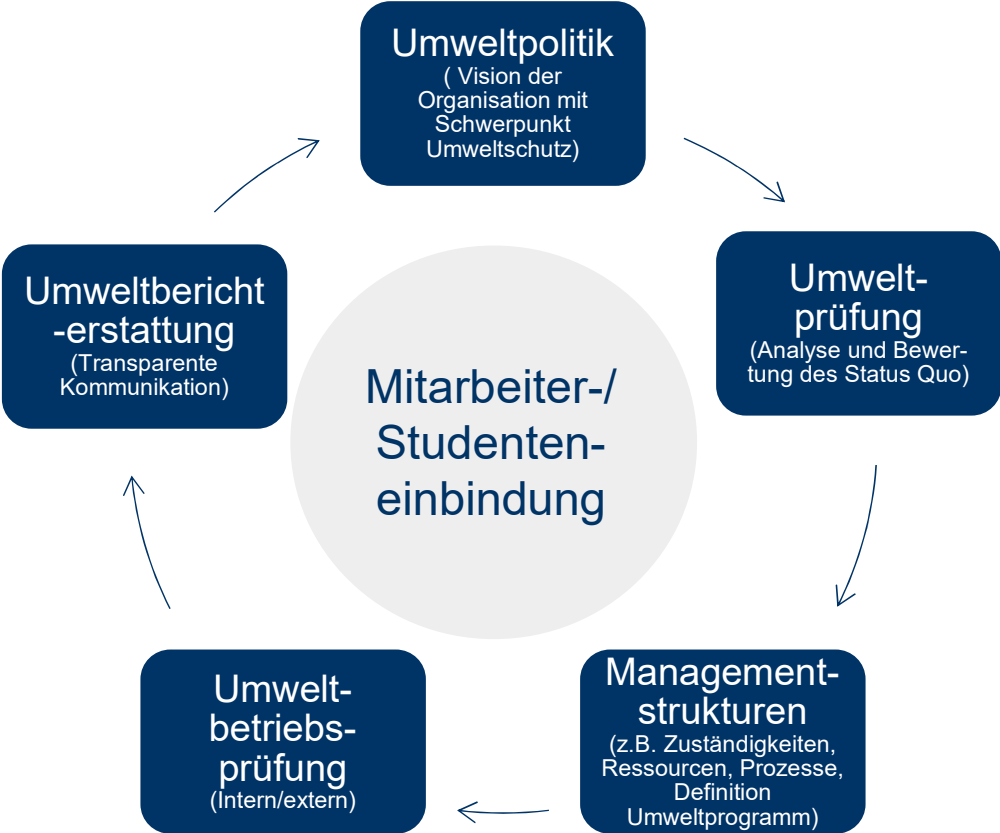 Umweltpolitik
( Vision der
Organisation mit
Schwerpunkt
Umweltschutz)
Umwelt-
prüfung
(Analyse und Bewer-
tung des Status Quo)
Management-
strukturen
(z.B. Zuständigkeiten,
Ressourcen, Prozesse,
Definition
Umweltprogramm)
Umwelt-
betriebs-
prüfung
(Intern/extern)
Umweltbericht
-erstattung
(Transparente
Kommunikation)
Mitarbeiter-/
Studenten-
einbindung